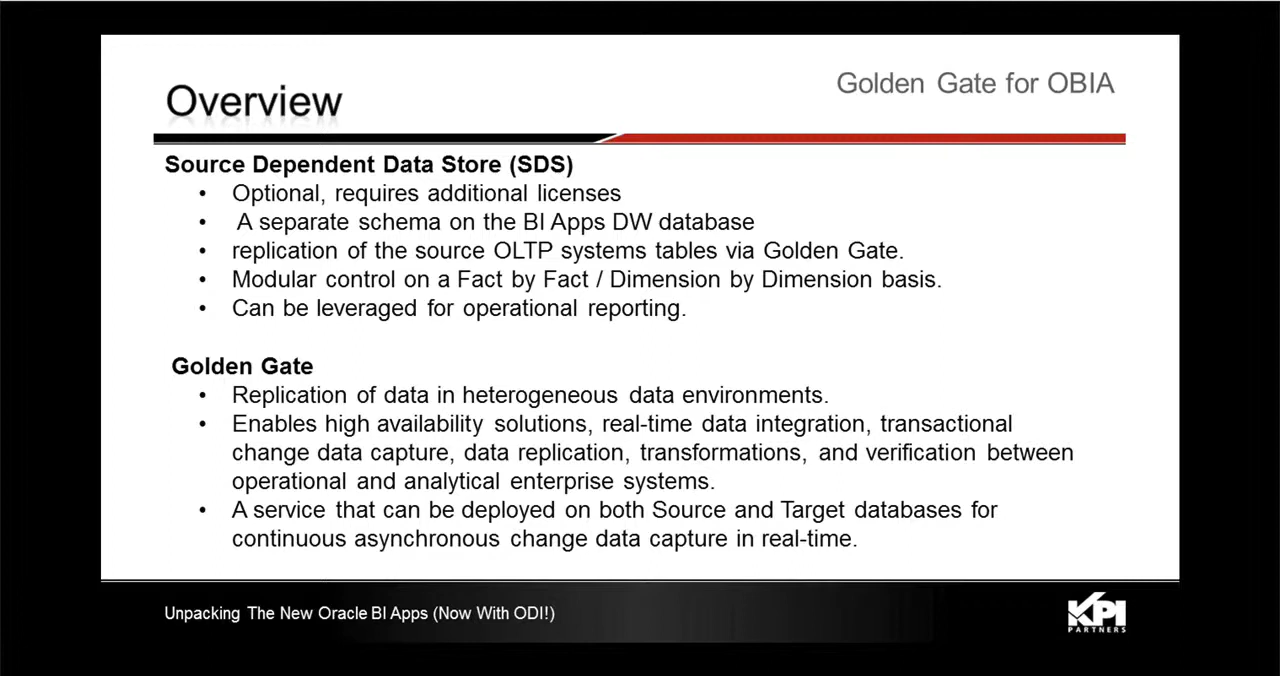 Golden Gate for OBIA
Overview
Source Dependent Data Store (SDS)
• Optional, requires additional licenses
• A separate schema on the BI Apps DW database
• replication of the source OLTP systems tables via Golden Gate.
• Modular control on a Fact by Fact / Dimension by Dimension basis.
• Can be leveraged for operational reporting.
Golden Gate
• Replication of data in heterogeneous data environments.
• Enables high availability solutions, real-time data integration, transactional
change data capture, data replication, transformations, and verification between
operational and analytical enterprise systems.
• A service that can be deployed on both Source and Target databases for
continuous asynchronous change data capture in real-time.
Unpacking The New Oracle BI Apps (Now With ODI!)
KPI
PARTNERS